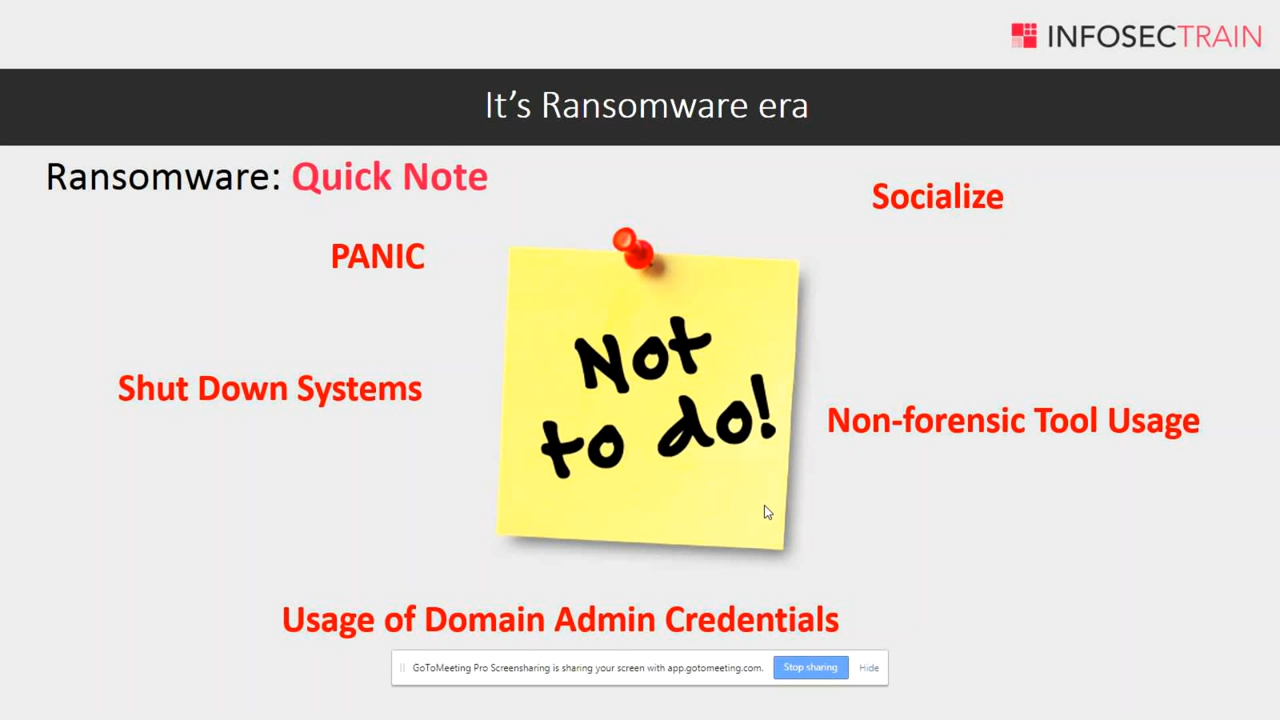 INFOSECTRAIN
It's Ransomware era
Ransomware: Quick Note
Socialize
PANIC
Not
to do!
Shut Down Systems
Non-forensic Tool Usage
Usage of Domain Admin Credentials
GoToMeeting Pro Screensharing is sharing your screen with app.gotomeeting.com. Stop sharing Hide